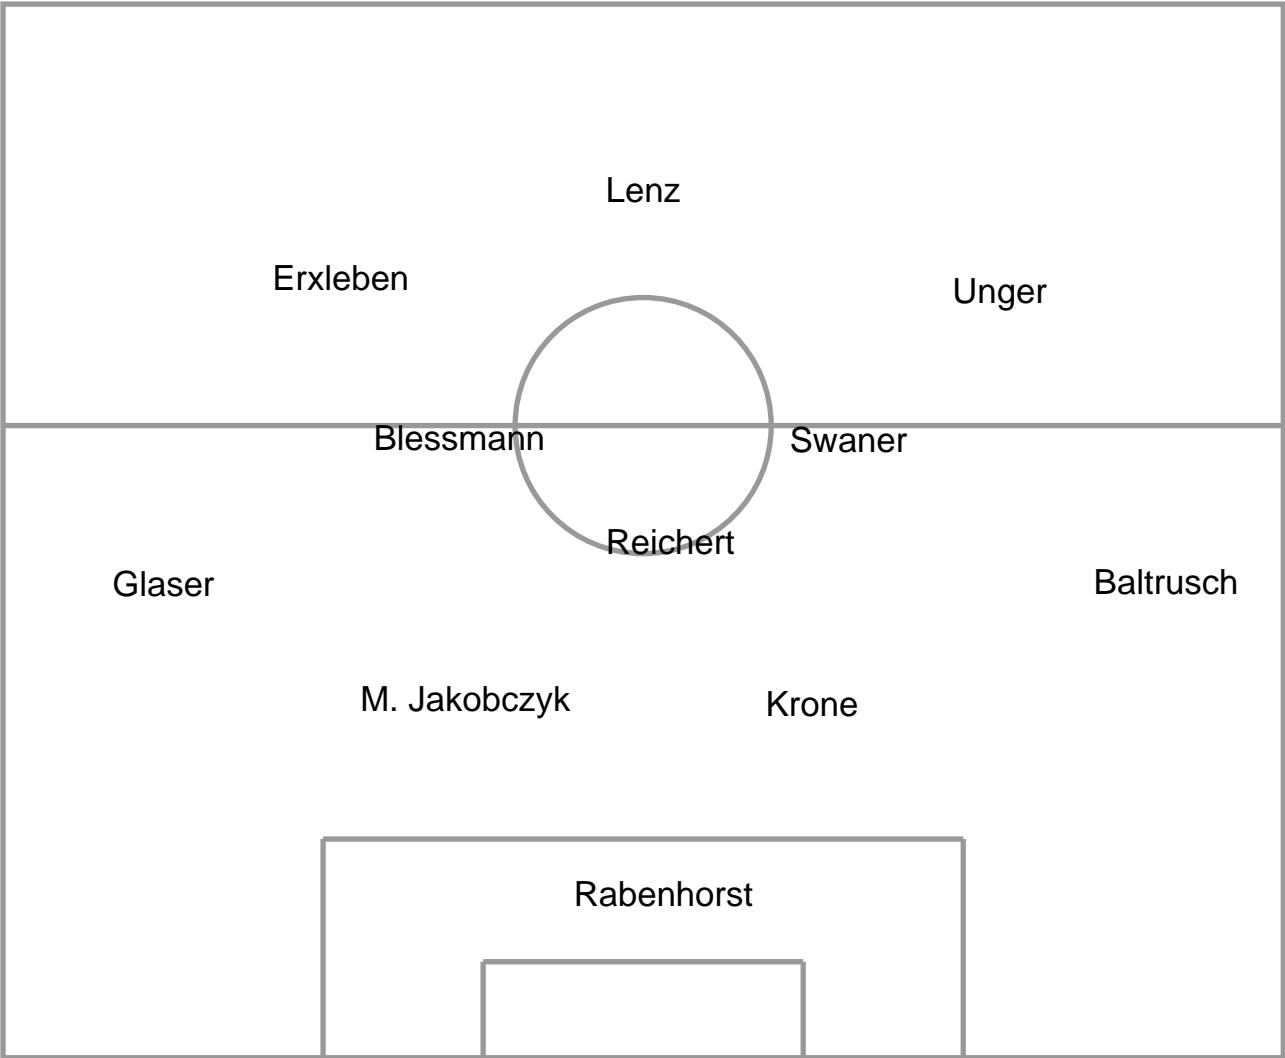 Lenz
Erxleben
Unger
Blessmann
Swaner
Reichert
Glaser
Baltrusch
M. Jakobczyk
Krone
Rabenhorst